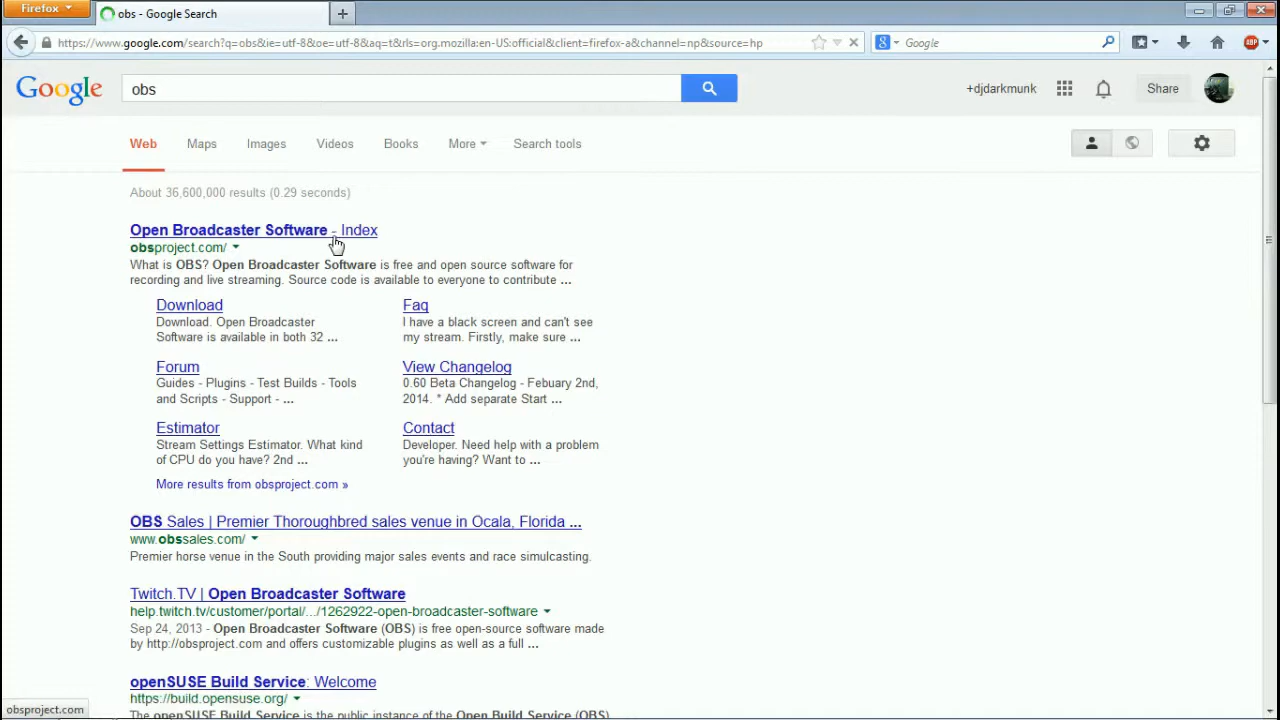 Firefox
obs - Google Search
https://www.google.com/search?q=obs&ie=utf-8&oe=utf-8&aq=t&rls=org.mozilla:en-US:official&client=firefox-a&channel=np&source=hp
Google
ABP
Google
obs
+djdarkmunk
Share
Web
Maps
Images
Videos
Books
More
Search tools
About 36,600,000 results (0.29 seconds)
Open Broadcaster Software - Index
obsproject.com/
What is OBS? Open Broadcaster Software is free and open source software for
recording and live streaming. Source code is available to everyone to contribute ...
Download
Download. Open Broadcaster
Software is available in both 32 ...
Faq
I have a black screen and can't see
my stream. Firstly, make sure ...
Forum
Guides - Plugins - Test Builds - Tools
and Scripts - Support - ...
View Changelog
0.60 Beta Changelog - Febuary 2nd,
2014. * Add separate Start ...
Estimator
Stream Settings Estimator. What kind
of CPU do you have? 2nd ...
Contact
Developer. Need help with a problem
you're having? Want to ...
More results from obsproject.com »
OBS Sales | Premier Thoroughbred sales venue in Ocala, Florida ...
www.obssales.com/
Premier horse venue in the South providing major sales events and race simulcasting.
Twitch.TV | Open Broadcaster Software
help.twitch.tv/customer/portal/.../1262922-open-broadcaster-software
Sep 24, 2013 - Open Broadcaster Software (OBS) is free open-source software made
by http://obsproject.com and offers customizable plugins as well as a full ...
openSUSE Build Service: Welcome
https://build.opensuse.org/
The openSUSE Build Service is the public instance of the Open Build Service (OBS)
obsproject.com